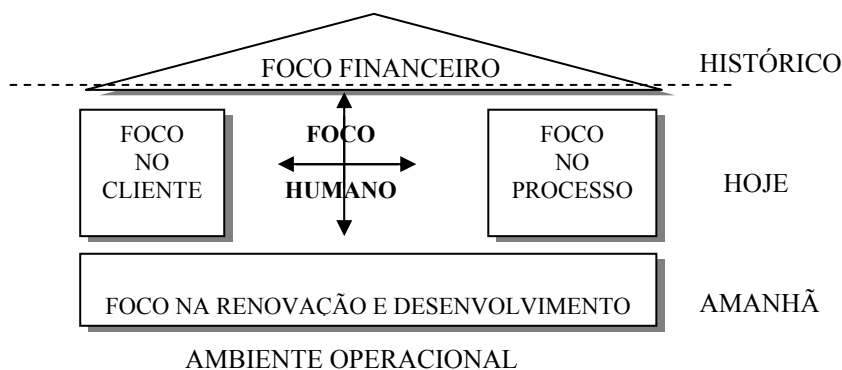 FOCO FINANCEIRO
HISTÓRICO
FOCO
NO
CLIENTE
FOCO
HUMANO
FOCO
NO
PROCESSO
HOJE
FOCO NA RENOVAÇÃO E DESENVOLVIMENTO
AMANHÃ
AMBIENTE OPERACIONAL